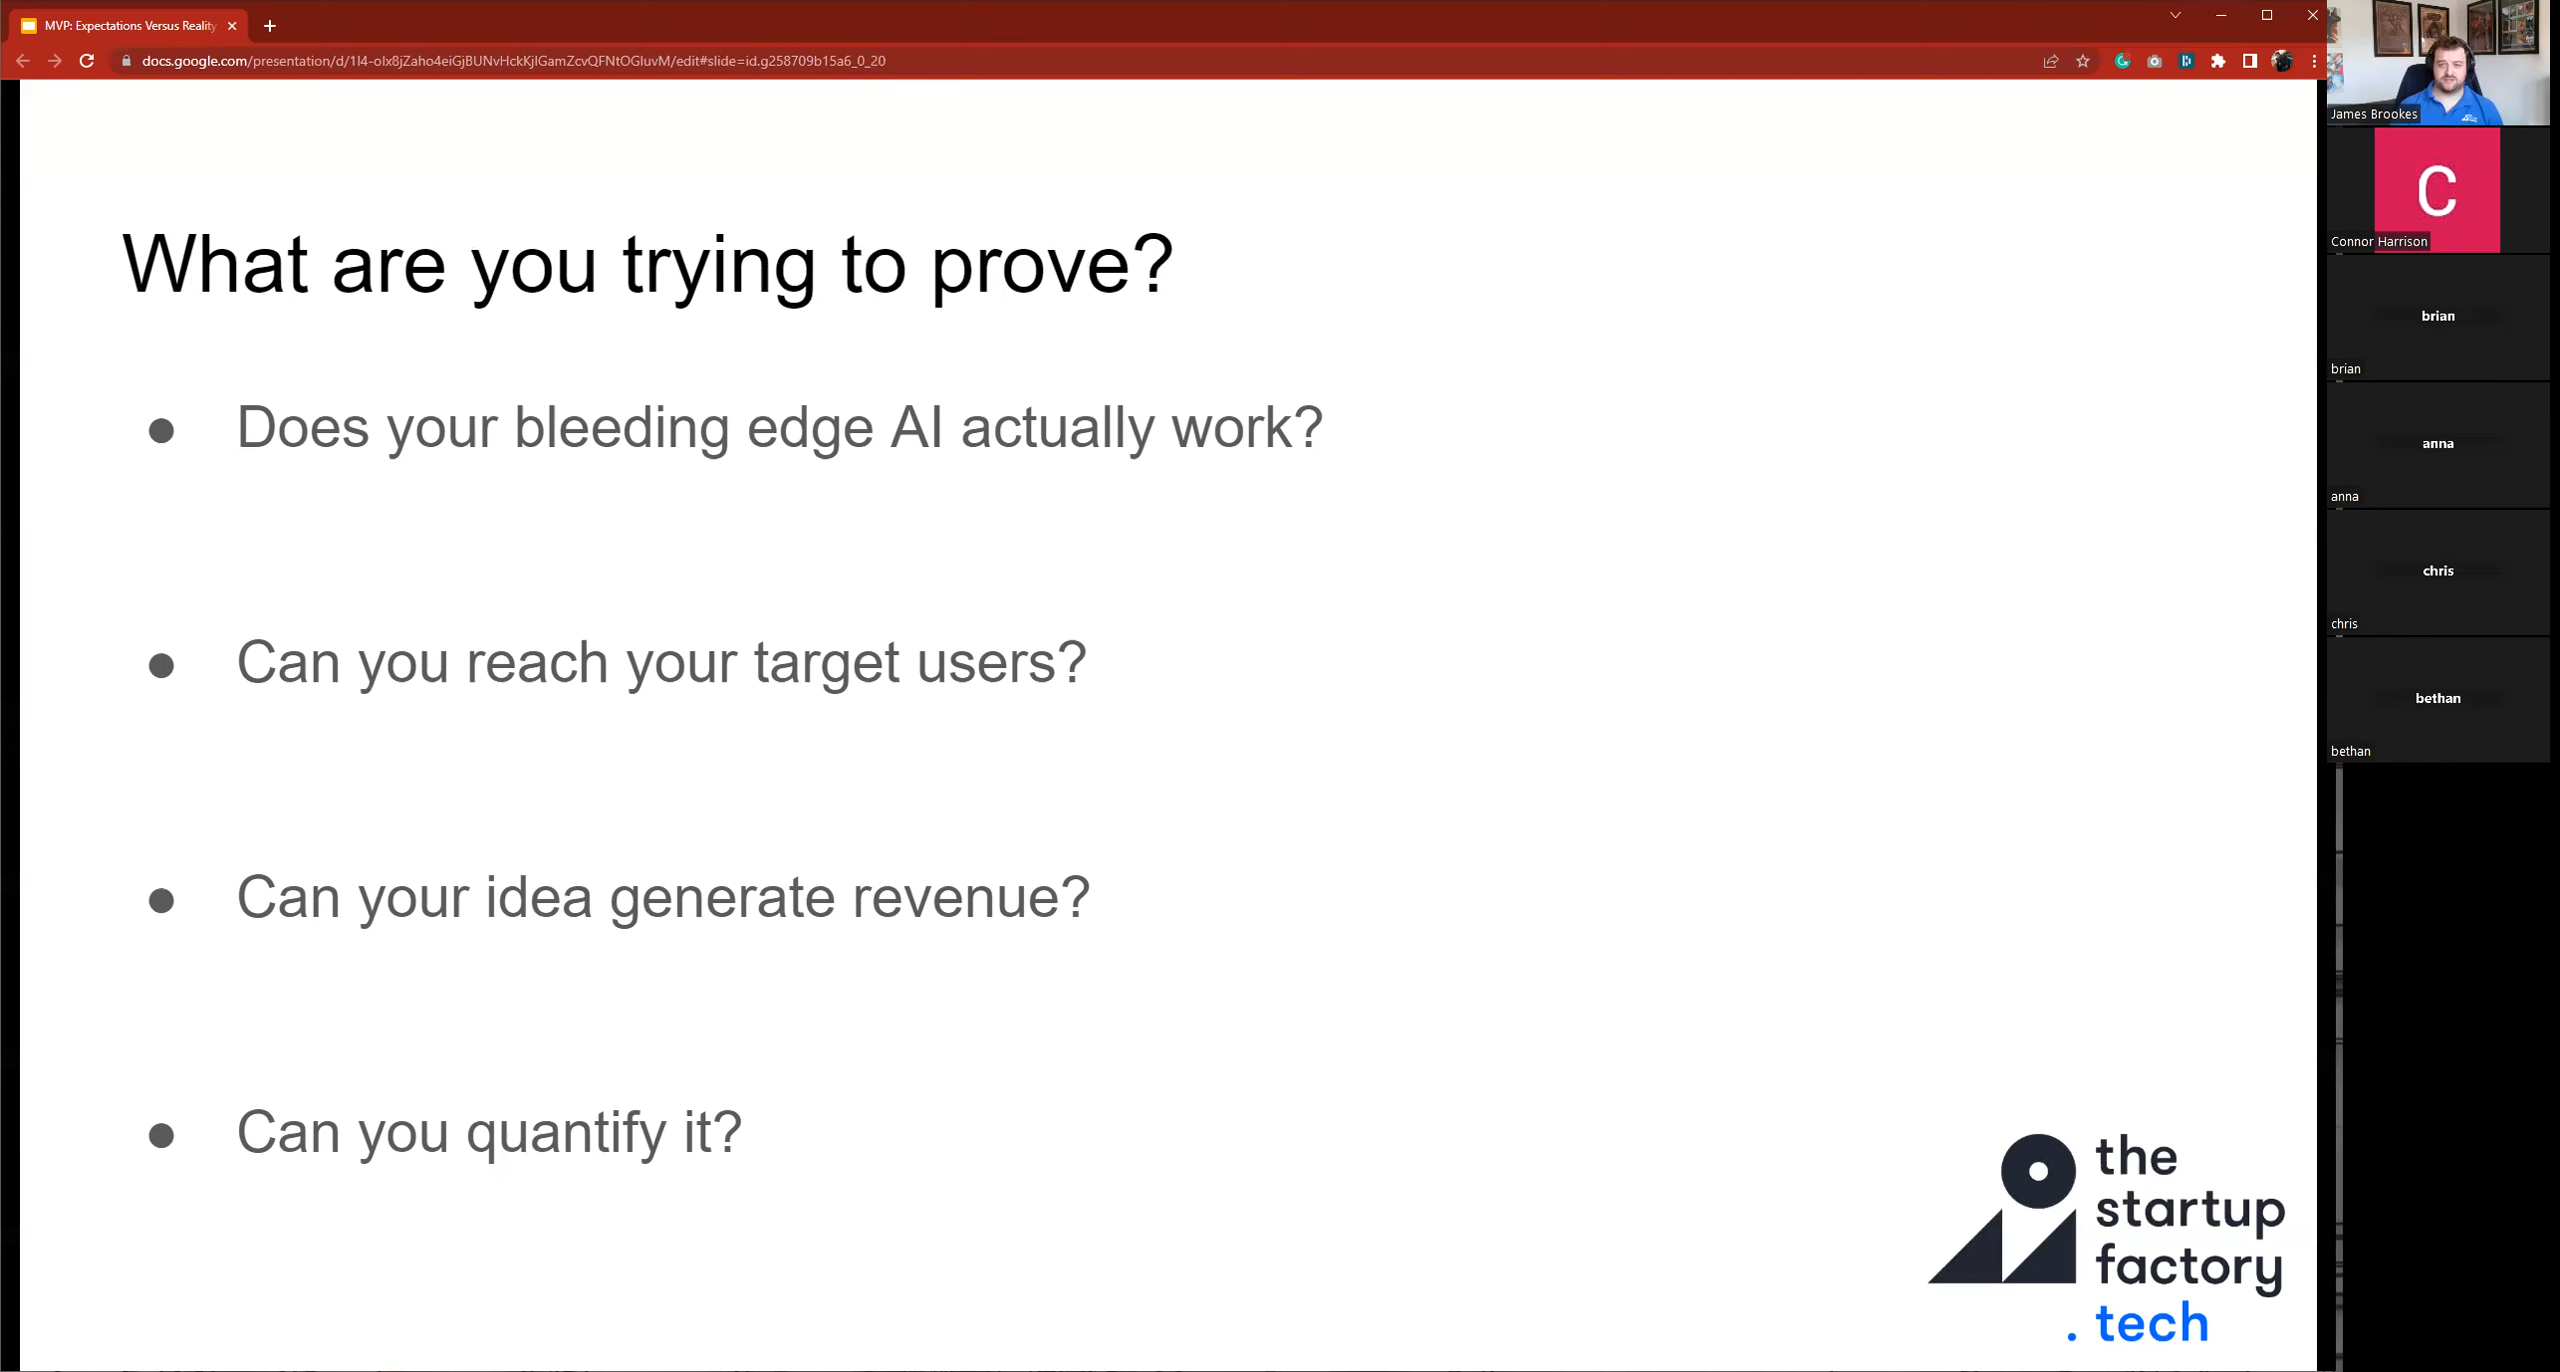 MVP: Expectations Versus Reality
docs.google.com/presentation/d/1I4-olx8jZaho4eiGjBUNvHckKjlGamZcvQFNtOGluvM/edit#slide=id.g258709b15a6_0_20
What are you trying to prove?
● Does your bleeding edge AI actually work?
● Can you reach your target users?
● Can your idea generate revenue?
● Can you quantify it?
the
startup
factory
. tech
James Brookes
C
Connor Harrison
brian
brian
anna
anna
chris
chris
bethan
bethan